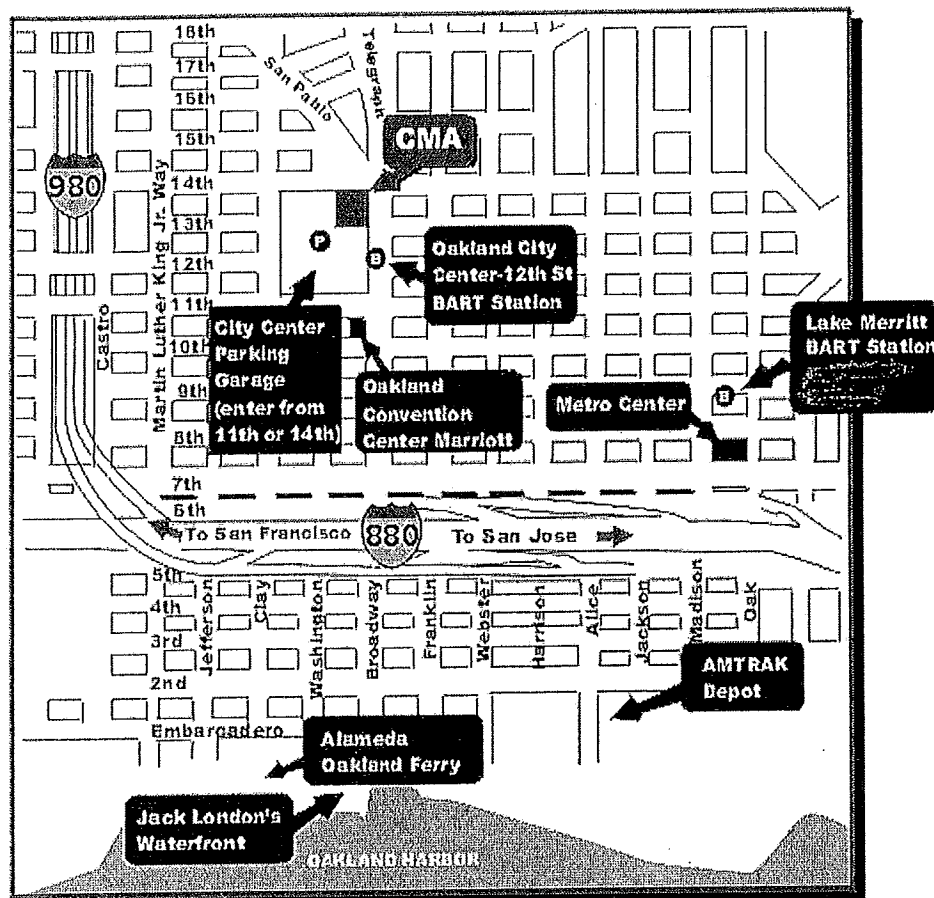 18th
17th
16th
15th
14th
13th
12th
11th
10th
9th
8th
7th
6th
5th
4th
3rd
2nd
Embarcadero
San Pablo
Telegraph
CMA
980
Martin Luther King Jr. Way
Castro
P
B
Oakland City
Center-12th St
BART Station
City Center
Parking
Garage
(enter from
11th or 14th)
Oakland
Convention
Center Marriott
Lake Merritt
BART Station
B
Metro Center
To San Francisco
880
To San Jose
Jefferson
Clay
Washington
Broadway
Franklin
Webster
Harrison
Alice
Jackson
Madison
Oak
AMTRAK
Depot
Alameda
Oakland Ferry
Jack London's
Waterfront
OAKLAND HARBOR